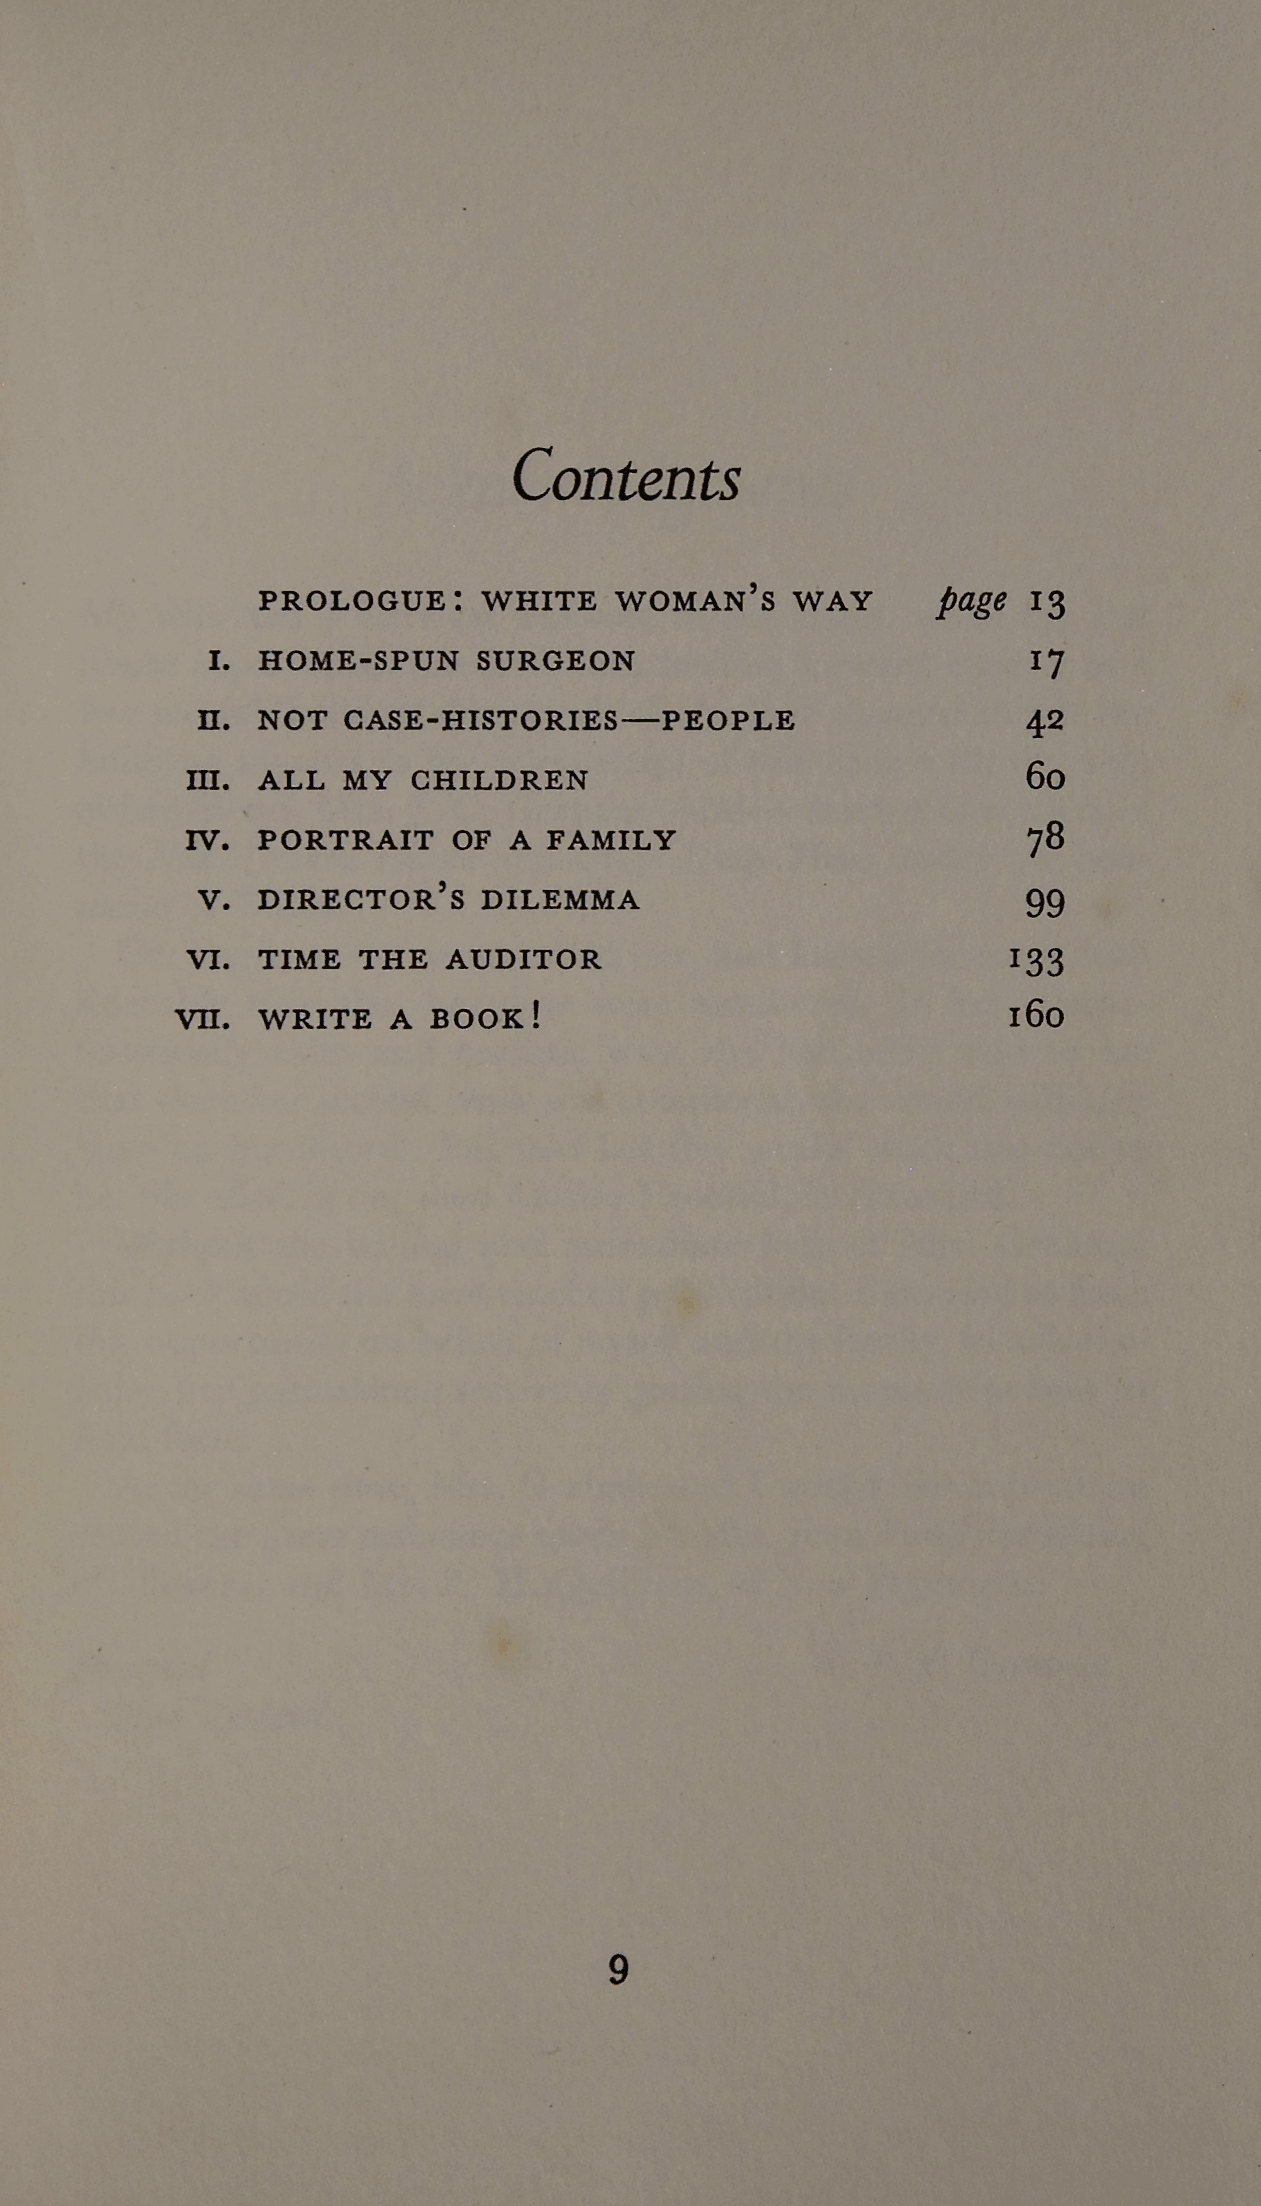 Contents
PROLOGUE: WHITE WOMAN'S WAY page 13
I. HOME-SPUN SURGEON 17
II. NOT CASE-HISTORIES—PEOPLE 42
III. ALL MY CHILDREN 60
IV. PORTRAIT OF A FAMILY 78
V. DIRECTOR'S DILEMMA 99
VI. TIME THE AUDITOR 133
VII. WRITE A BOOK! 160
9